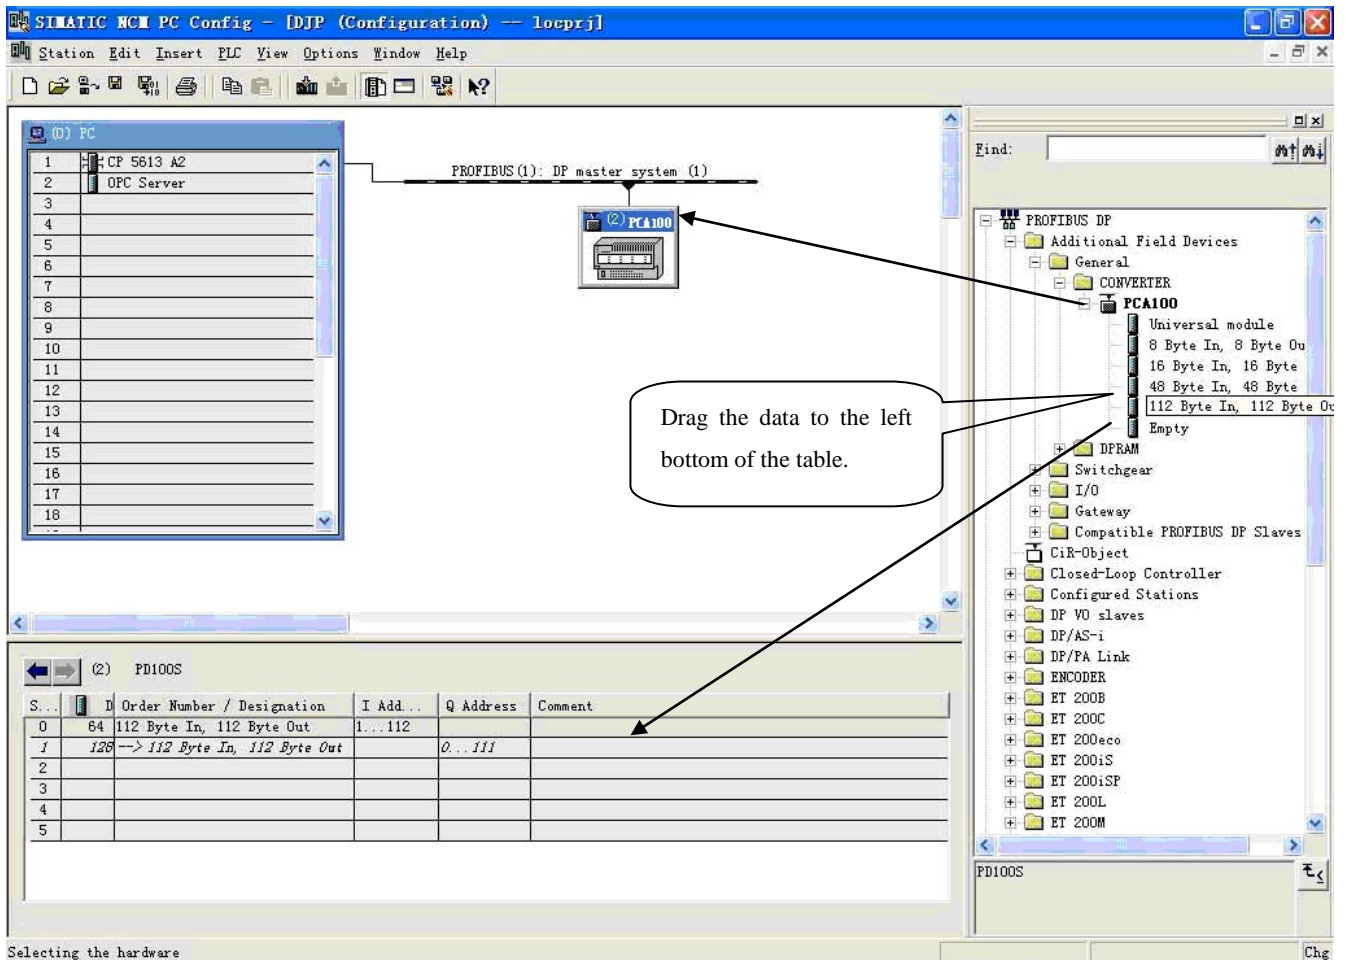 SIMATIC NCM PC Config - [DJP (Configuration) -- locprj]
Station Edit Insert PLC View Options Window Help
(0) PC
1 CP 5613 A2
2 OPC Server
3
4
5
6
7
8
9
10
11
12
13
14
15
16
17
18
PROFIBUS(1): DP master system (1)
(2) PCA100
Drag the data to the left
bottom of the table.
Find:
PROFIBUS DP
Additional Field Devices
General
CONVERTER
PCA100
Universal module
8 Byte In, 8 Byte Ou
16 Byte In, 16 Byte
48 Byte In, 48 Byte
112 Byte In, 112 Byte Ou
Empty
DPRAM
Switchgear
I/O
Gateway
Compatible PROFIBUS DP Slaves
CiR-Object
Closed-Loop Controller
Configured Stations
DP V0 slaves
DP/AS-i
DP/PA Link
ENCODER
ET 200B
ET 200C
ET 200eco
ET 200iS
ET 200iSP
ET 200L
ET 200M
PD100S
(2) PD100S
S... D Order Number / Designation I Add... Q Address Comment
0 64 112 Byte In, 112 Byte Out 1...112
1 128 --> 112 Byte In, 112 Byte Out 0...111
2
3
4
5
Selecting the hardware
Chg